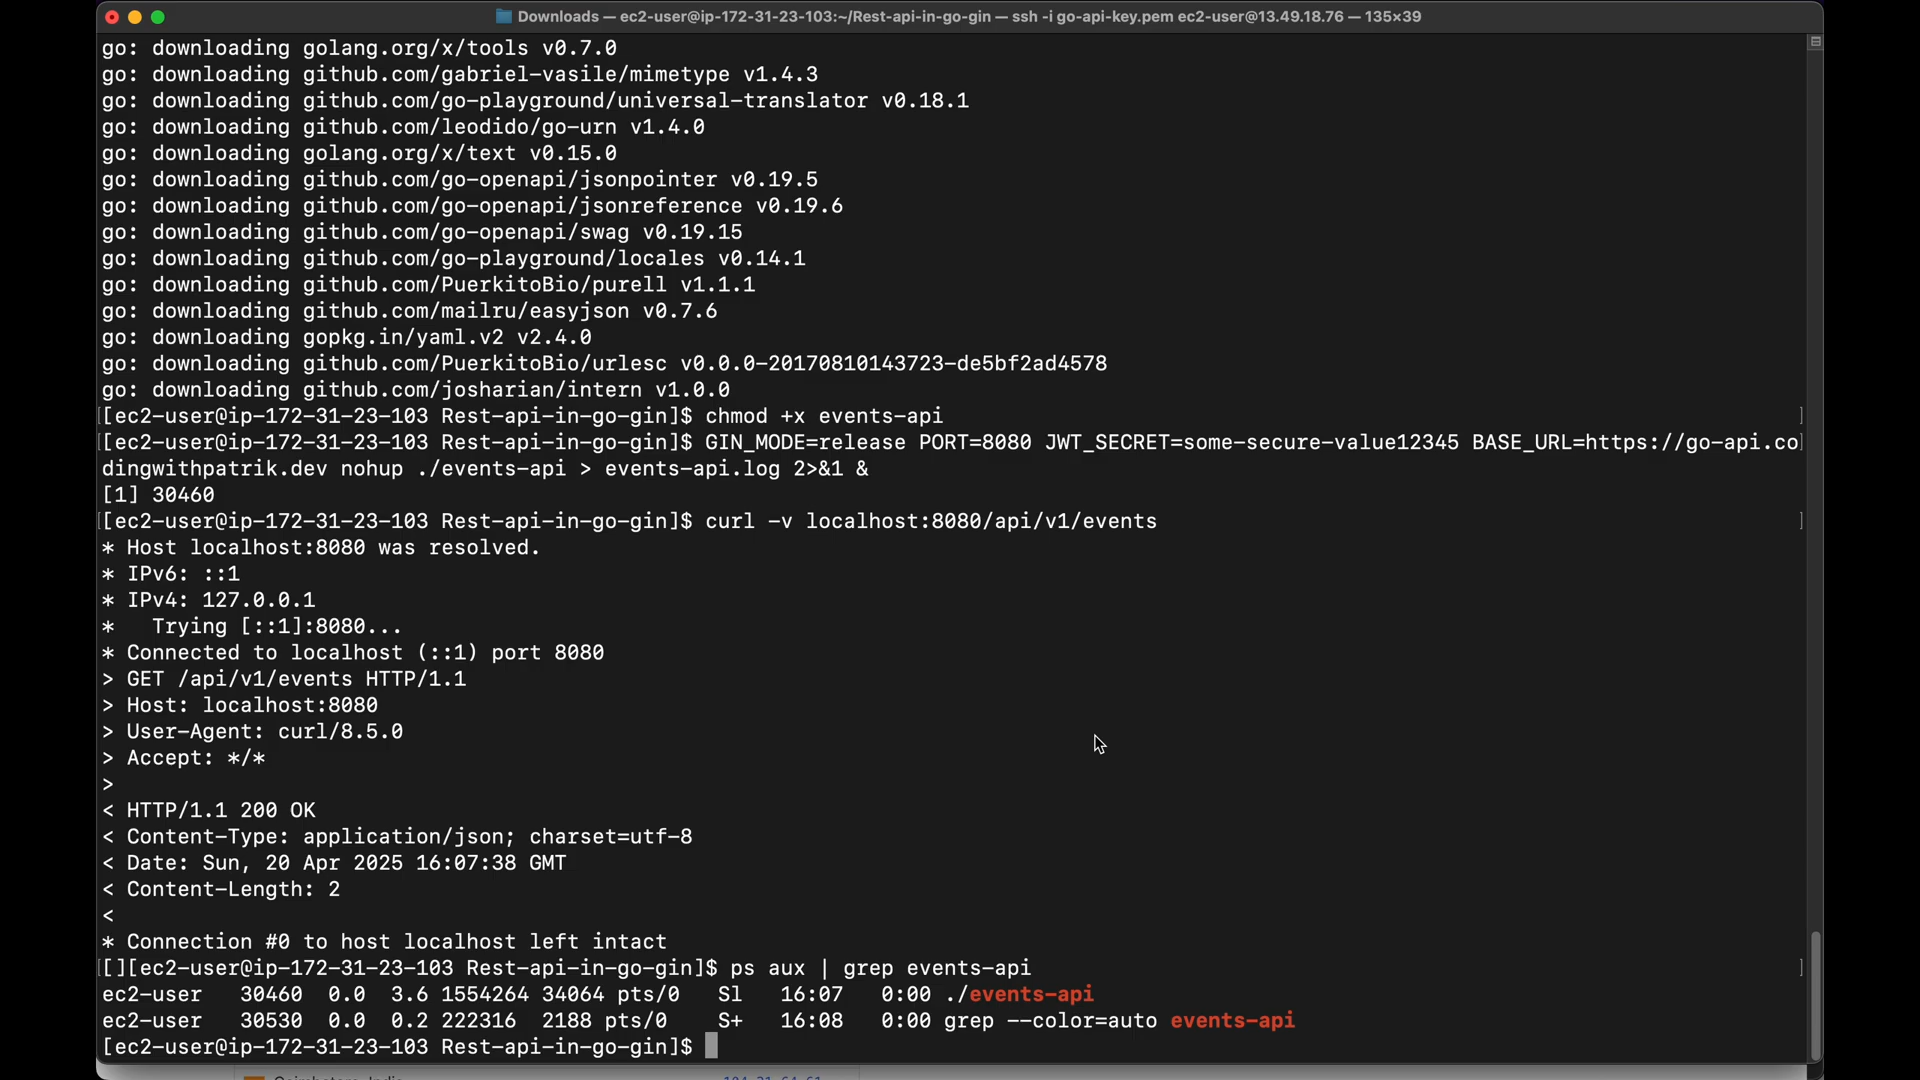 Downloads — ec2-user@ip-172-31-23-103:~/Rest-api-in-go-gin — ssh -i go-api-key.pem ec2-user@13.49.18.76 — 135×39
go: downloading golang.org/x/tools v0.7.0
go: downloading github.com/gabriel-vasile/mimetype v1.4.3
go: downloading github.com/go-playground/universal-translator v0.18.1
go: downloading github.com/leodido/go-urn v1.4.0
go: downloading golang.org/x/text v0.15.0
go: downloading github.com/go-openapi/jsonpointer v0.19.5
go: downloading github.com/go-openapi/jsonreference v0.19.6
go: downloading github.com/go-openapi/swag v0.19.15
go: downloading github.com/go-playground/locales v0.14.1
go: downloading github.com/PuerkitoBio/purell v1.1.1
go: downloading github.com/mailru/easyjson v0.7.6
go: downloading gopkg.in/yaml.v2 v2.4.0
go: downloading github.com/PuerkitoBio/urlesc v0.0.0-20170810143723-de5bf2ad4578
go: downloading github.com/josharian/intern v1.0.0
[[ec2-user@ip-172-31-23-103 Rest-api-in-go-gin]$ chmod +x events-api ]
[[ec2-user@ip-172-31-23-103 Rest-api-in-go-gin]$ GIN_MODE=release PORT=8080 JWT_SECRET=some-secure-value12345 BASE_URL=https://go-api.co]
dingwithpatrik.dev nohup ./events-api > events-api.log 2>&1 &
[1] 30460
[[ec2-user@ip-172-31-23-103 Rest-api-in-go-gin]$ curl -v localhost:8080/api/v1/events ]
* Host localhost:8080 was resolved.
* IPv6: ::1
* IPv4: 127.0.0.1
*   Trying [::1]:8080...
* Connected to localhost (::1) port 8080
> GET /api/v1/events HTTP/1.1
> Host: localhost:8080
> User-Agent: curl/8.5.0
> Accept: */*
>
< HTTP/1.1 200 OK
< Content-Type: application/json; charset=utf-8
< Date: Sun, 20 Apr 2025 16:07:38 GMT
< Content-Length: 2
<
* Connection #0 to host localhost left intact
[[][ec2-user@ip-172-31-23-103 Rest-api-in-go-gin]$ ps aux | grep events-api ]
ec2-user   30460  0.0  3.6 1554264 34064 pts/0   Sl   16:07   0:00 ./events-api
ec2-user   30530  0.0  0.2 222316  2188 pts/0    S+   16:08   0:00 grep --color=auto events-api
[ec2-user@ip-172-31-23-103 Rest-api-in-go-gin]$